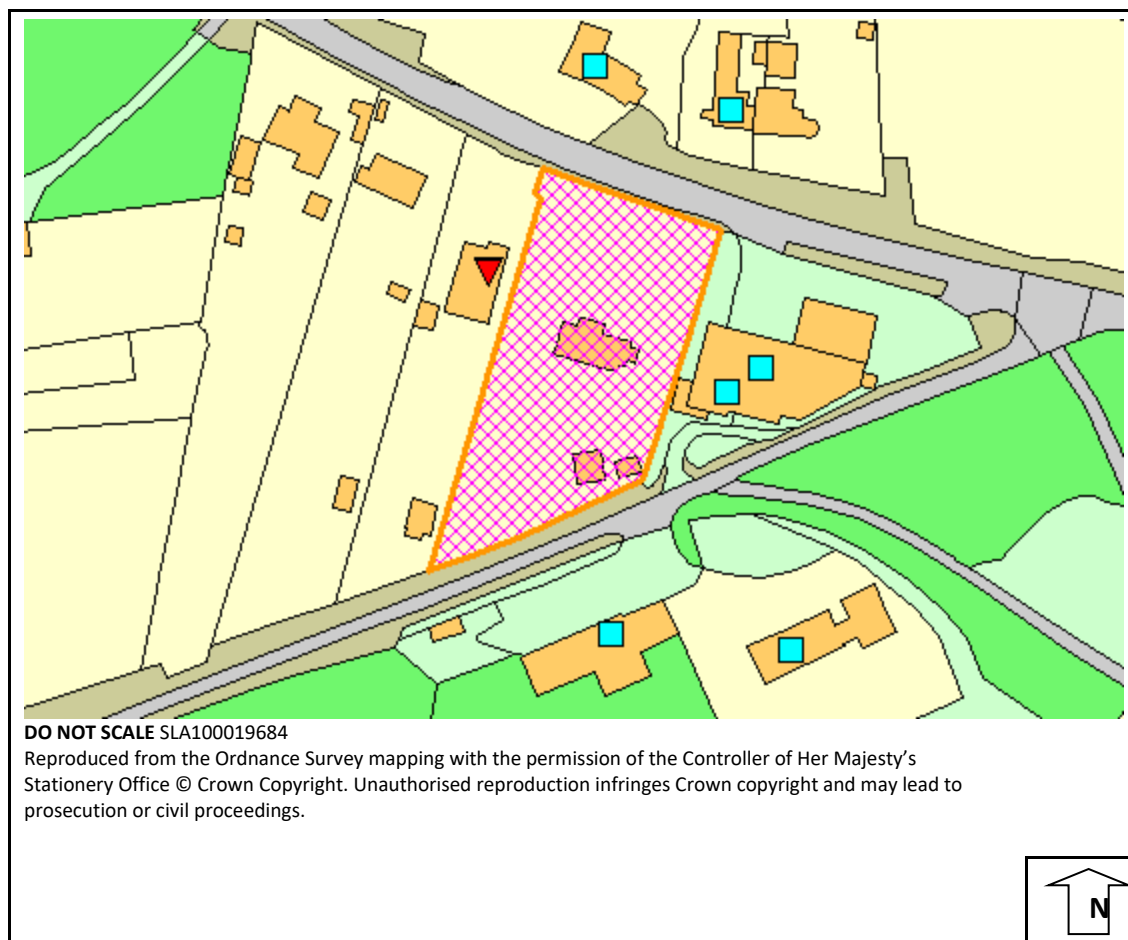 DO NOT SCALE SLA100019684
Reproduced from the Ordnance Survey mapping with the permission of the Controller of Her Majesty’s
Stationery Office © Crown Copyright. Unauthorised reproduction infringes Crown copyright and may lead to
prosecution or civil proceedings.
N